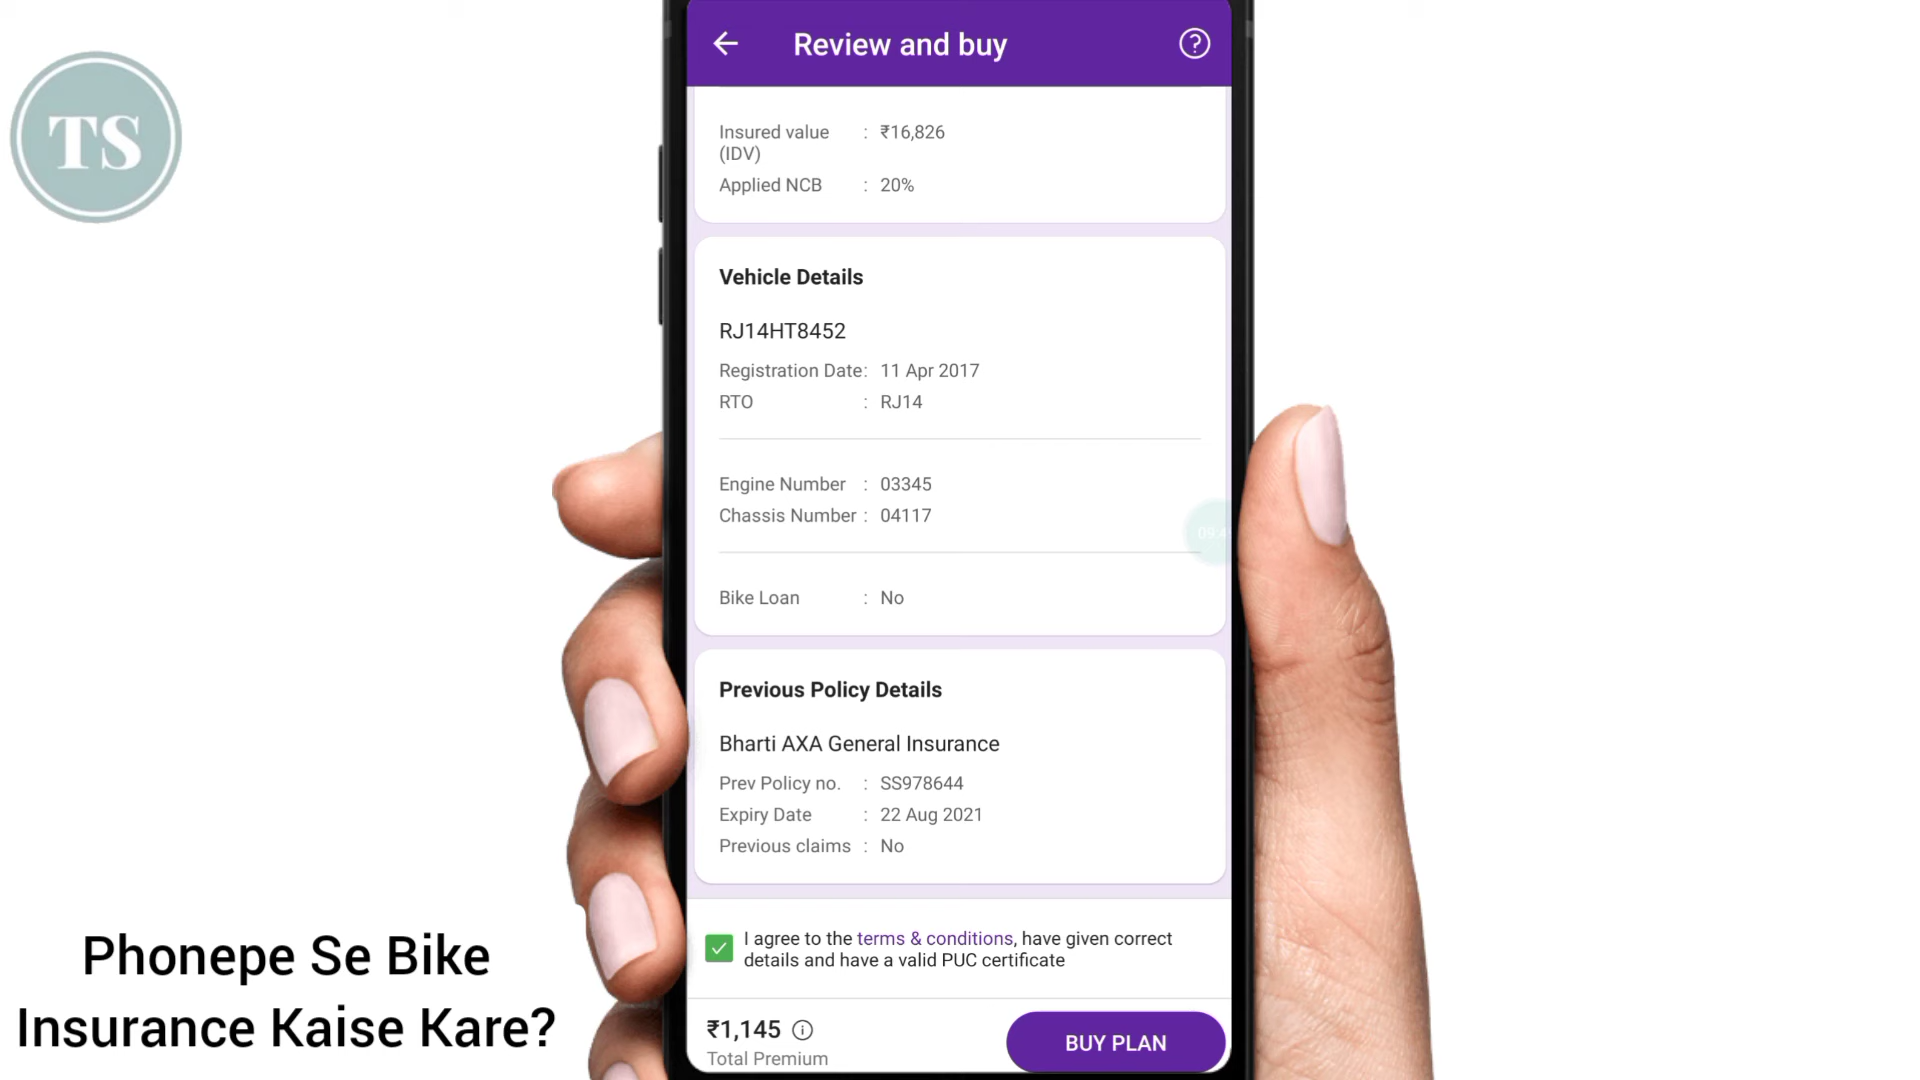 TS
Review and buy
Insured value : ₹16,826
(IDV)
Applied NCB : 20%
Vehicle Details
RJ14HT8452
Registration Date: 11 Apr 2017
RTO : RJ14
Engine Number : 03345
Chassis Number : 04117
Bike Loan : No
Previous Policy Details
Bharti AXA General Insurance
Prev Policy no. : SS978644
Expiry Date : 22 Aug 2021
Previous claims : No
I agree to the terms & conditions, have given correct
details and have a valid PUC certificate
₹1,145
Total Premium
BUY PLAN
Phonepe Se Bike
Insurance Kaise Kare?